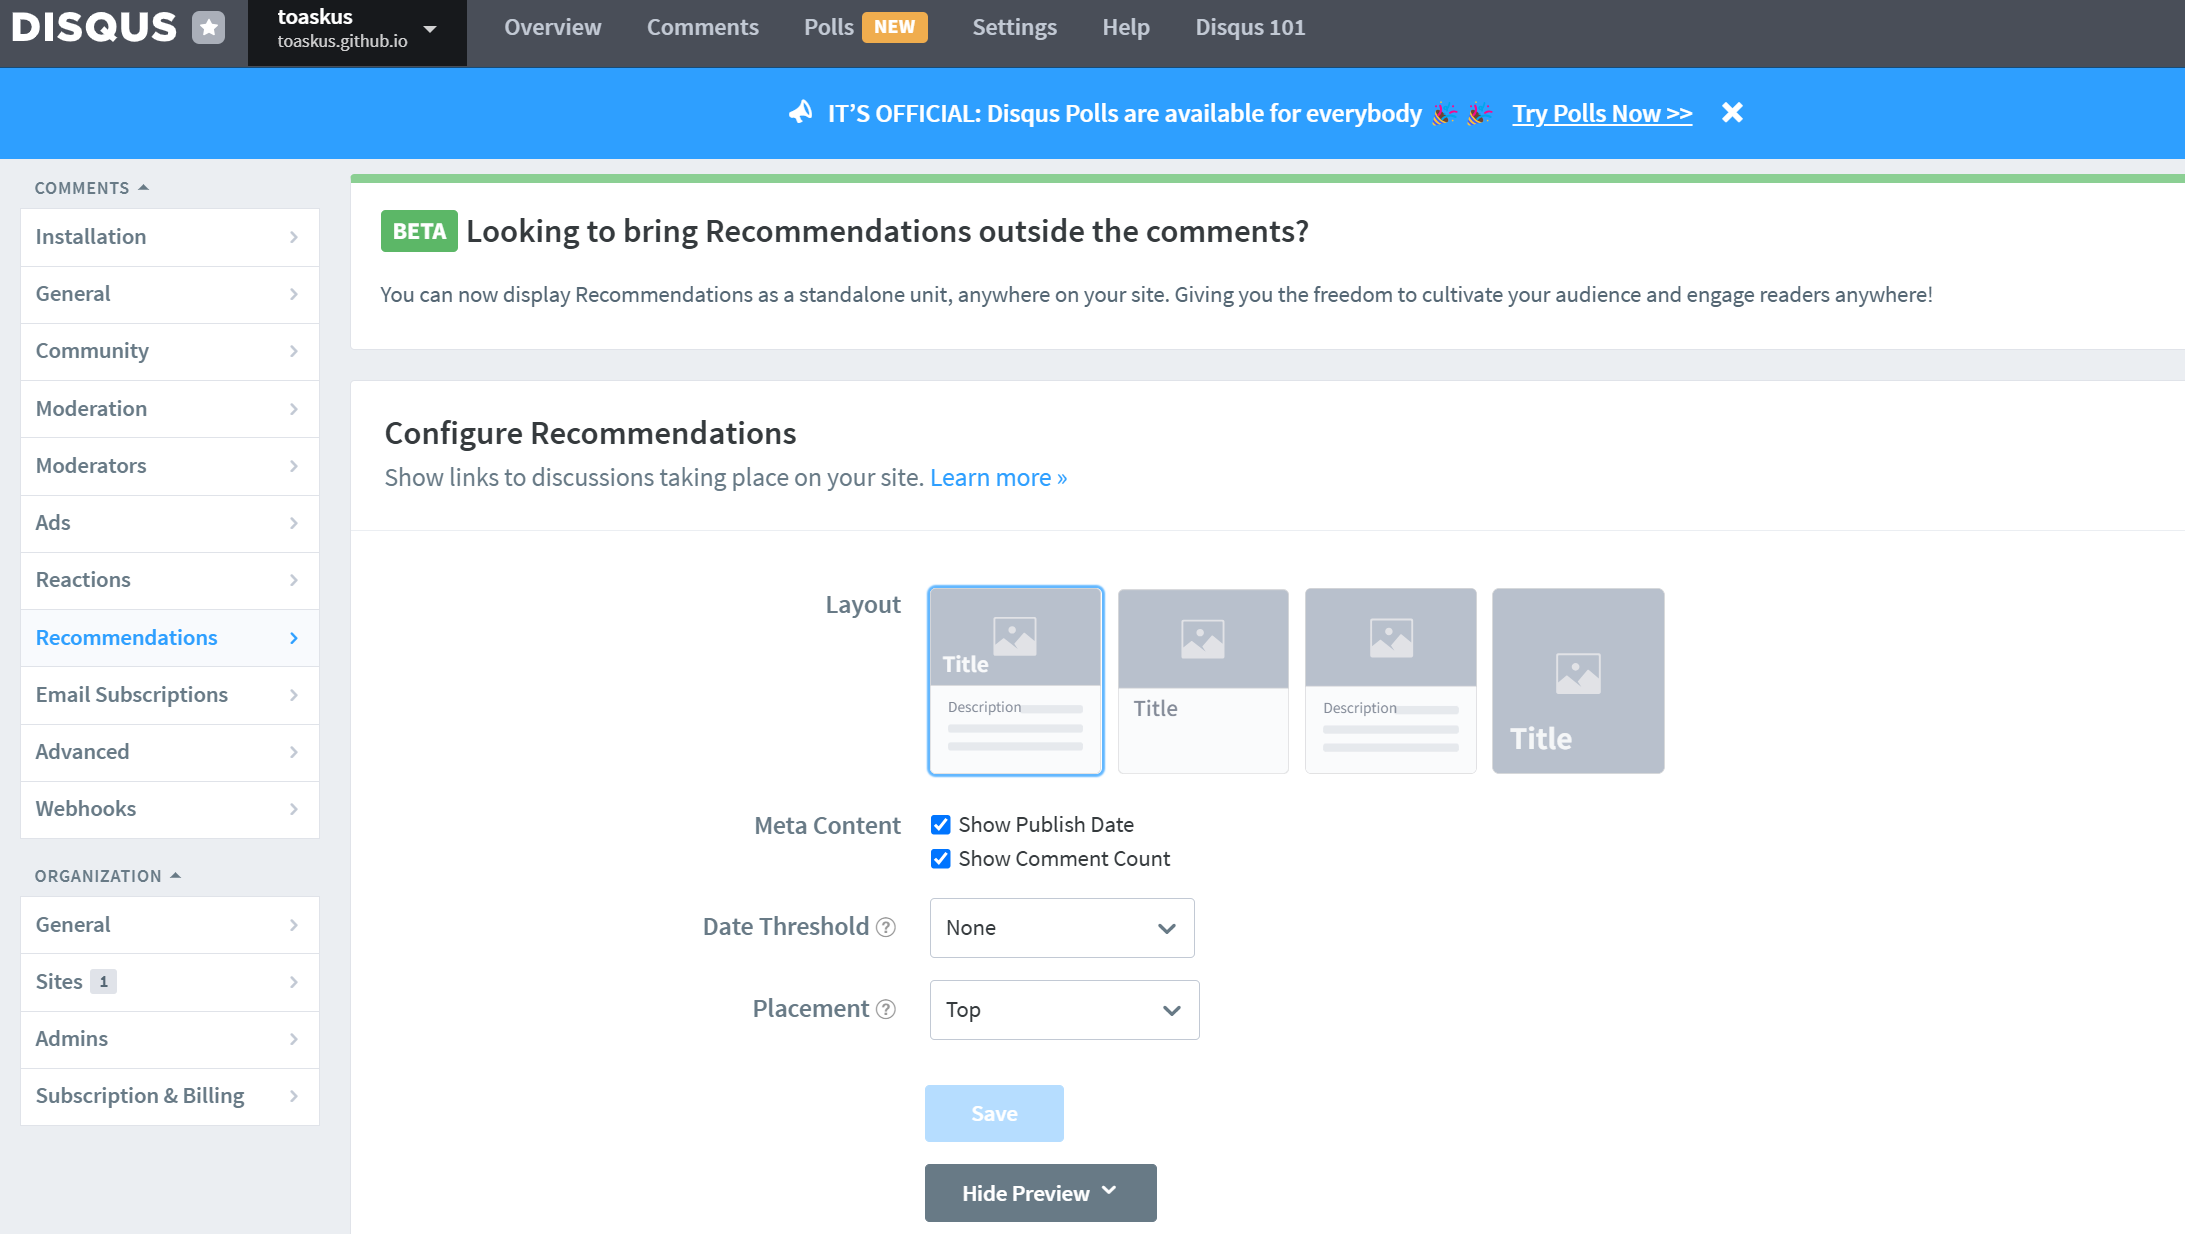 DISQUS
toaskus
toaskus.github.io
Overview
Comments
Polls NEW
Settings
Help
Disqus 101
IT’S OFFICIAL: Disqus Polls are available for everybody 🎉 🎉 Try Polls Now >>
COMMENTS
Installation
General
Community
Moderation
Moderators
Ads
Reactions
Recommendations
Email Subscriptions
Advanced
Webhooks
ORGANIZATION
General
Sites 1
Admins
Subscription & Billing
BETA Looking to bring Recommendations outside the comments?
You can now display Recommendations as a standalone unit, anywhere on your site. Giving you the freedom to cultivate your audience and engage readers anywhere!
Configure Recommendations
Show links to discussions taking place on your site. Learn more »
Layout
Title
Description
Title
Description
Title
Meta Content
Show Publish Date
Show Comment Count
Date Threshold ?
None
Placement ?
Top
Save
Hide Preview